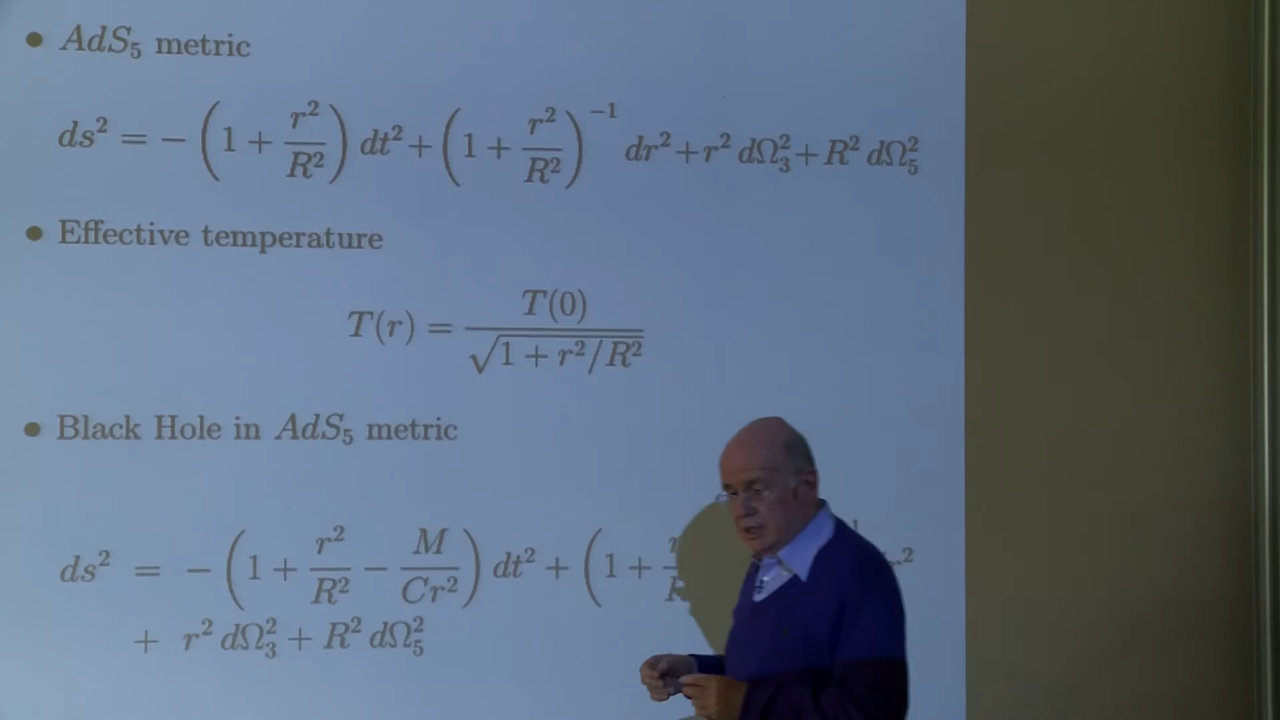 • AdS₅ metric
ds² = − (1 + r²/R²) dt² + (1 + r²/R²)⁻¹ dr² + r² dΩ₃² + R² dΩ₅²
• Effective temperature
T(r) = T(0) / √(1 + r²/R²)
• Black Hole in AdS₅ metric
ds² = − (1 + r²/R² − M/Cr²) dt² + (1 +
+ r² dΩ₃² + R² dΩ₅²